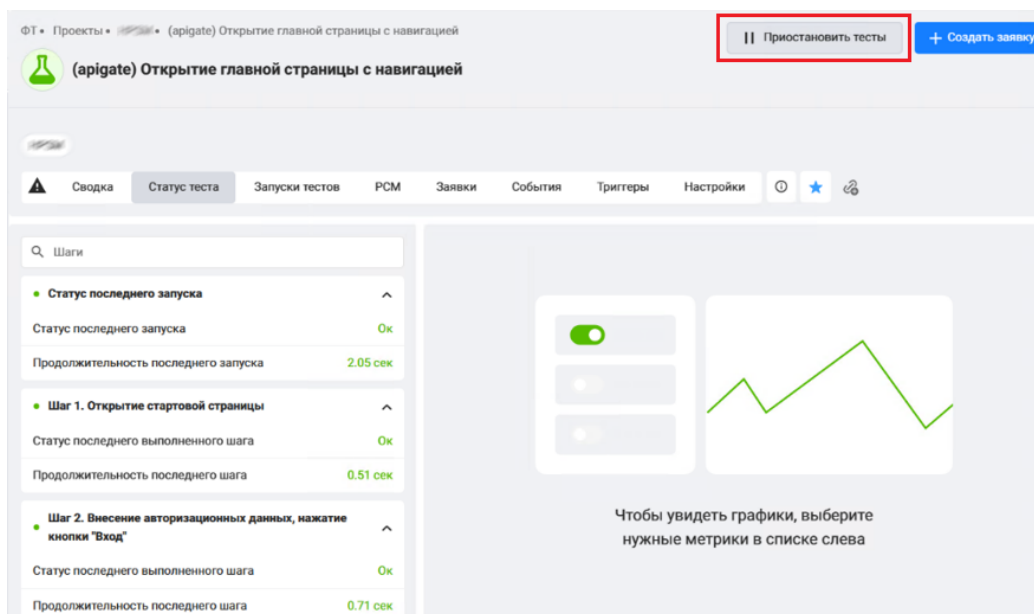 ФТ • Проекты • • (apigate) Открытие главной страницы с навигацией
Приостановить тесты
+ Создать заявку
(apigate) Открытие главной страницы с навигацией
Сводка Статус теста Запуски тестов РСМ Заявки События Триггеры Настройки
Шаги
• Статус последнего запуска
Статус последнего запуска Ок
Продолжительность последнего запуска 2.05 сек
• Шаг 1. Открытие стартовой страницы
Статус последнего выполненного шага Ок
Продолжительность последнего шага 0.51 сек
• Шаг 2. Внесение авторизационных данных, нажатие
кнопки "Вход"
Статус последнего выполненного шага Ок
Продолжительность последнего шага 0.71 сек
Чтобы увидеть графики, выберите
нужные метрики в списке слева